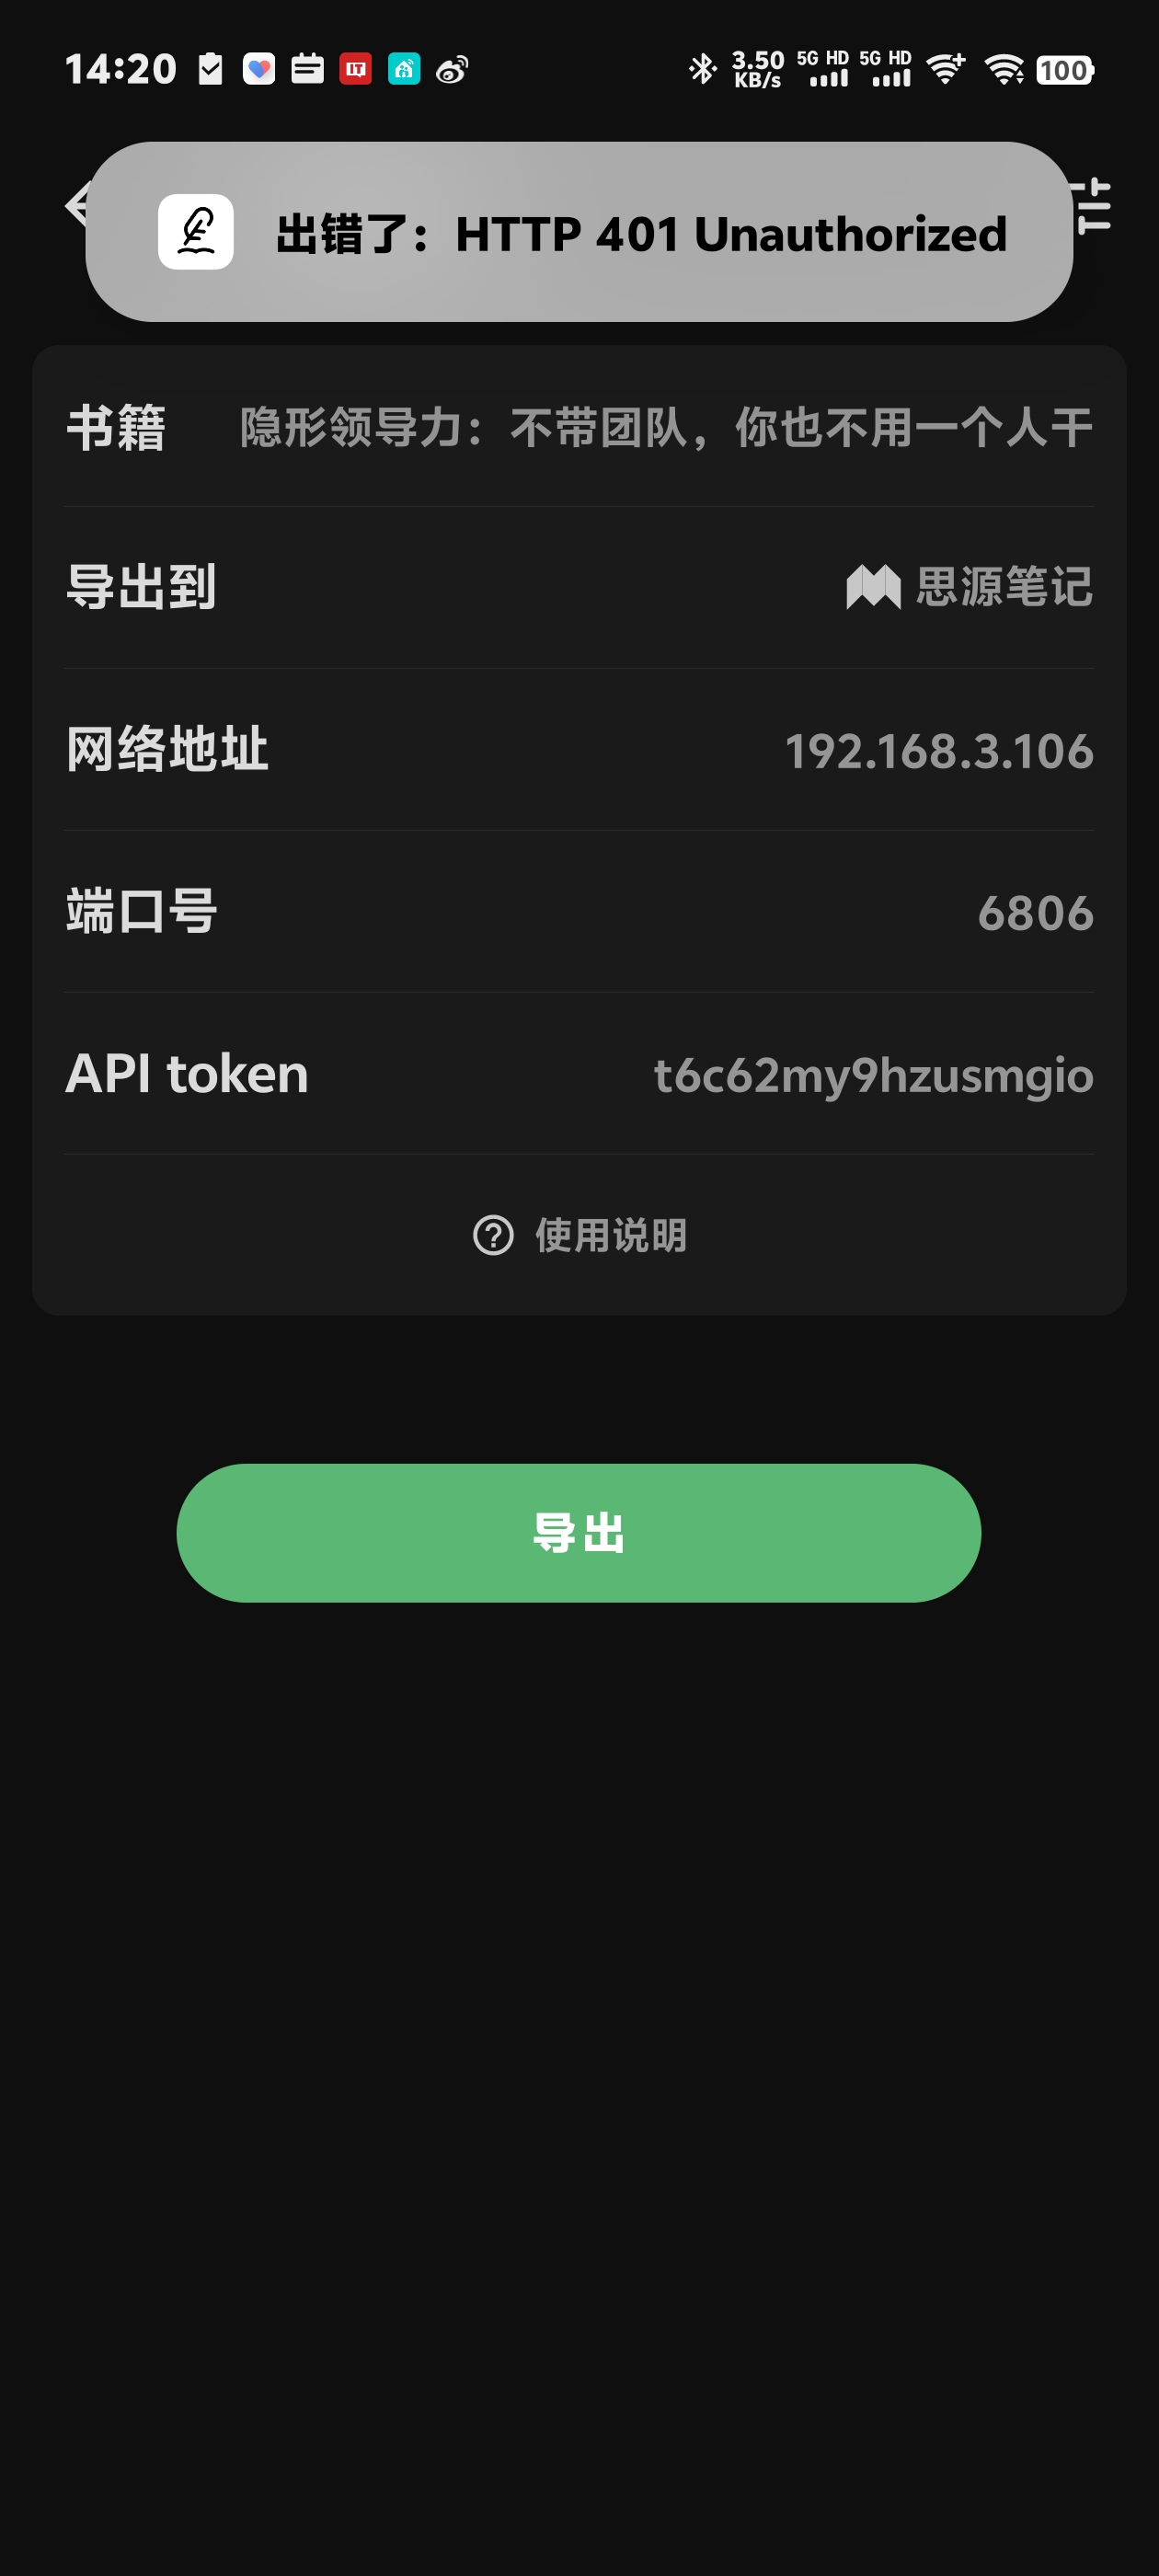 14:20
3.50 KB/s 5G HD 5G HD 100
出错了：HTTP 401 Unauthorized
书籍 隐形领导力：不带团队，你也不用一个人干
导出到 思源笔记
网络地址 192.168.3.106
端口号 6806
API token t6c62my9hzusmgio
使用说明
导出